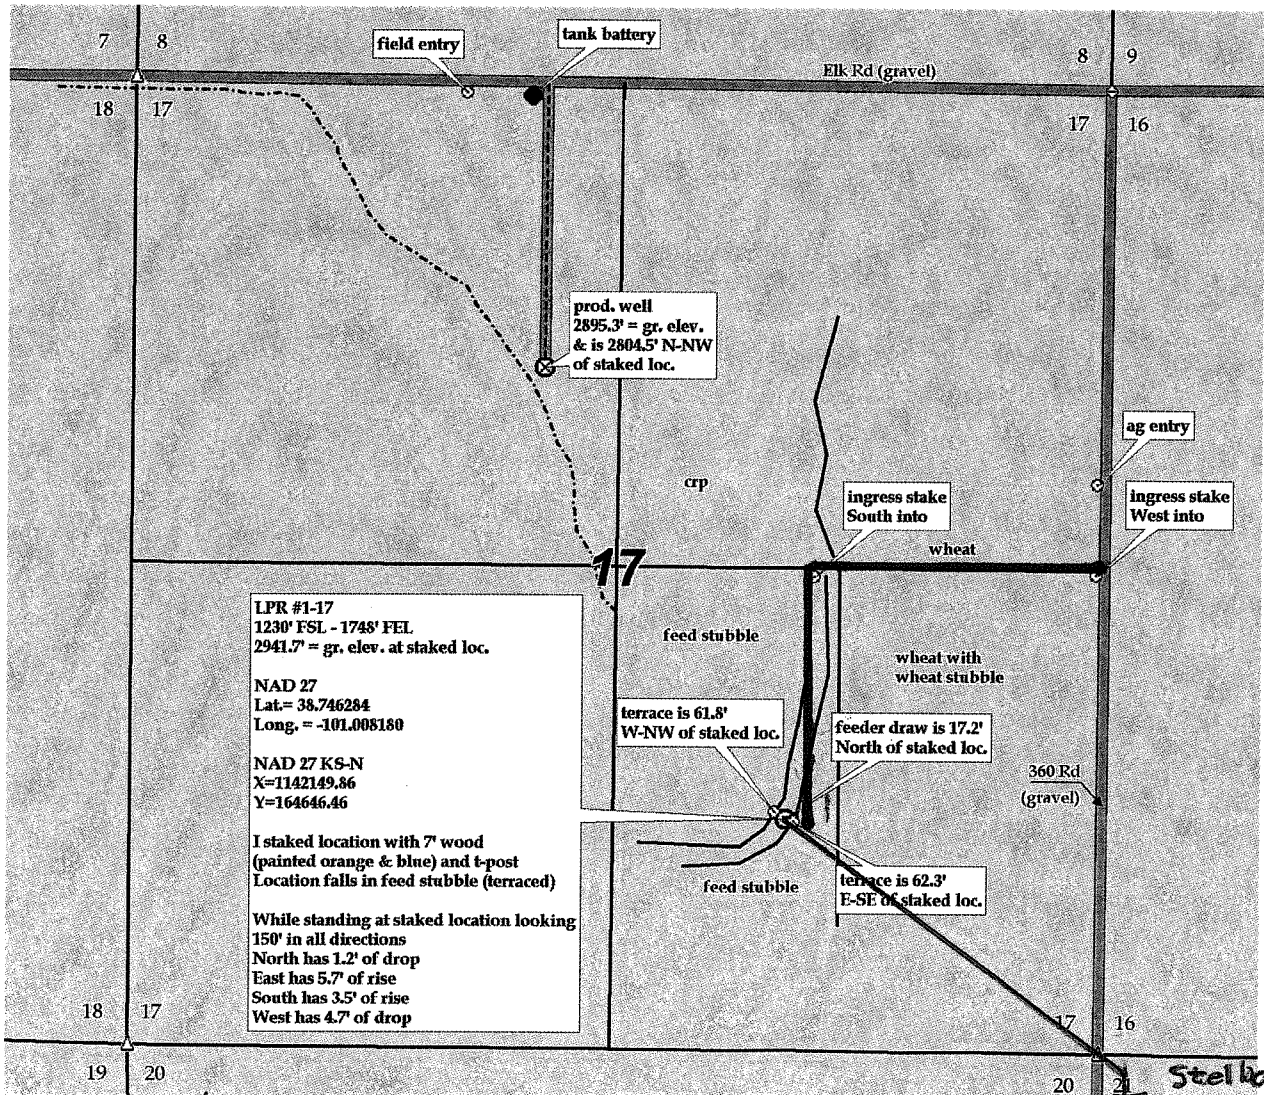 7 8
field entry
tank battery
8 9
Elk Rd (gravel)
18 17
17 16
prod. well
2895.3' = gr. elev.
& is 2804.5' N-NW
of staked loc.
ag entry
crp
ingress stake
South into
ingress stake
West into
wheat
17
LPR #1-17
1230' FSL - 1748' FEL
2941.7' = gr. elev. at staked loc.
NAD 27
Lat.= 38.746284
Long. = -101.008180
NAD 27 KS-N
X=1142149.86
Y=164646.46
I staked location with 7' wood
(painted orange & blue) and t-post
Location falls in feed stubble (terraced)
While standing at staked location looking
150' in all directions
North has 1.2' of drop
East has 5.7' of rise
South has 3.5' of rise
West has 4.7' of drop
feed stubble
wheat with
wheat stubble
terrace is 61.8'
W-NW of staked loc.
feeder draw is 17.2'
North of staked loc.
360 Rd
(gravel)
feed stubble
terrace is 62.3'
E-SE of staked loc.
18 17
17 16
19 20
20 21